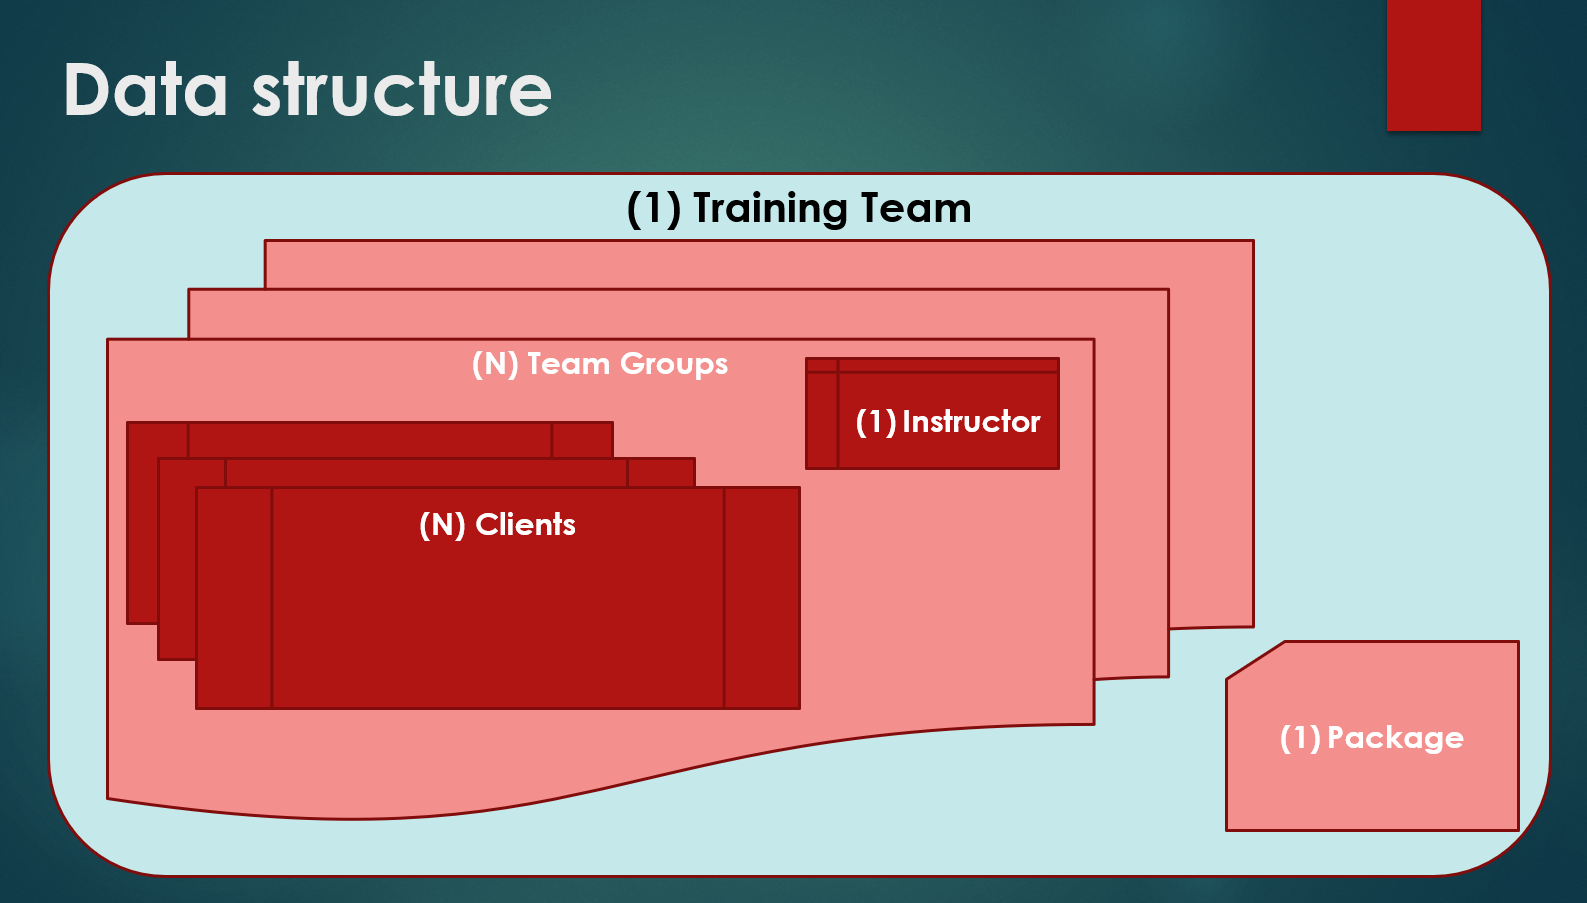 Data structure
(1) Training Team
(N) Team Groups
(1) Instructor
(N) Clients
(1) Package